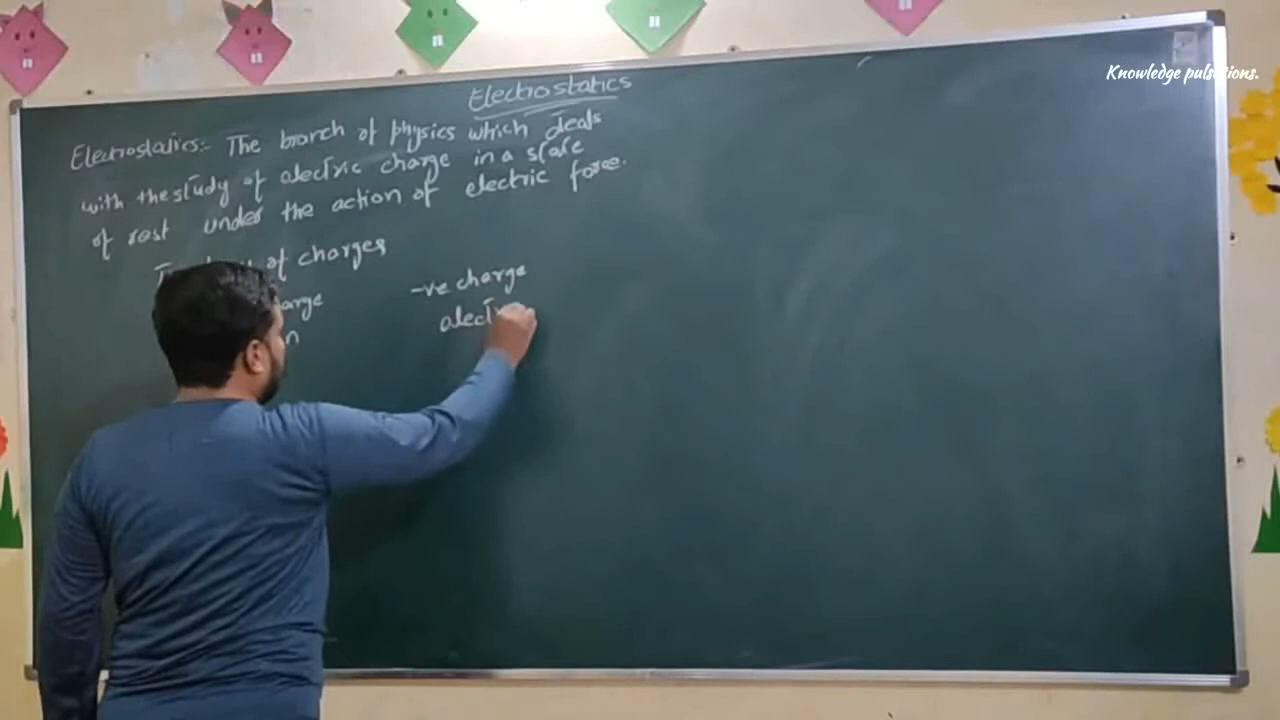 Knowledge pulsations.
Electrostatics
Electrostatics:- The branch of physics which deals
with the study of electric charge in a state
of rest under the action of electric force.
of charges
-ve charge